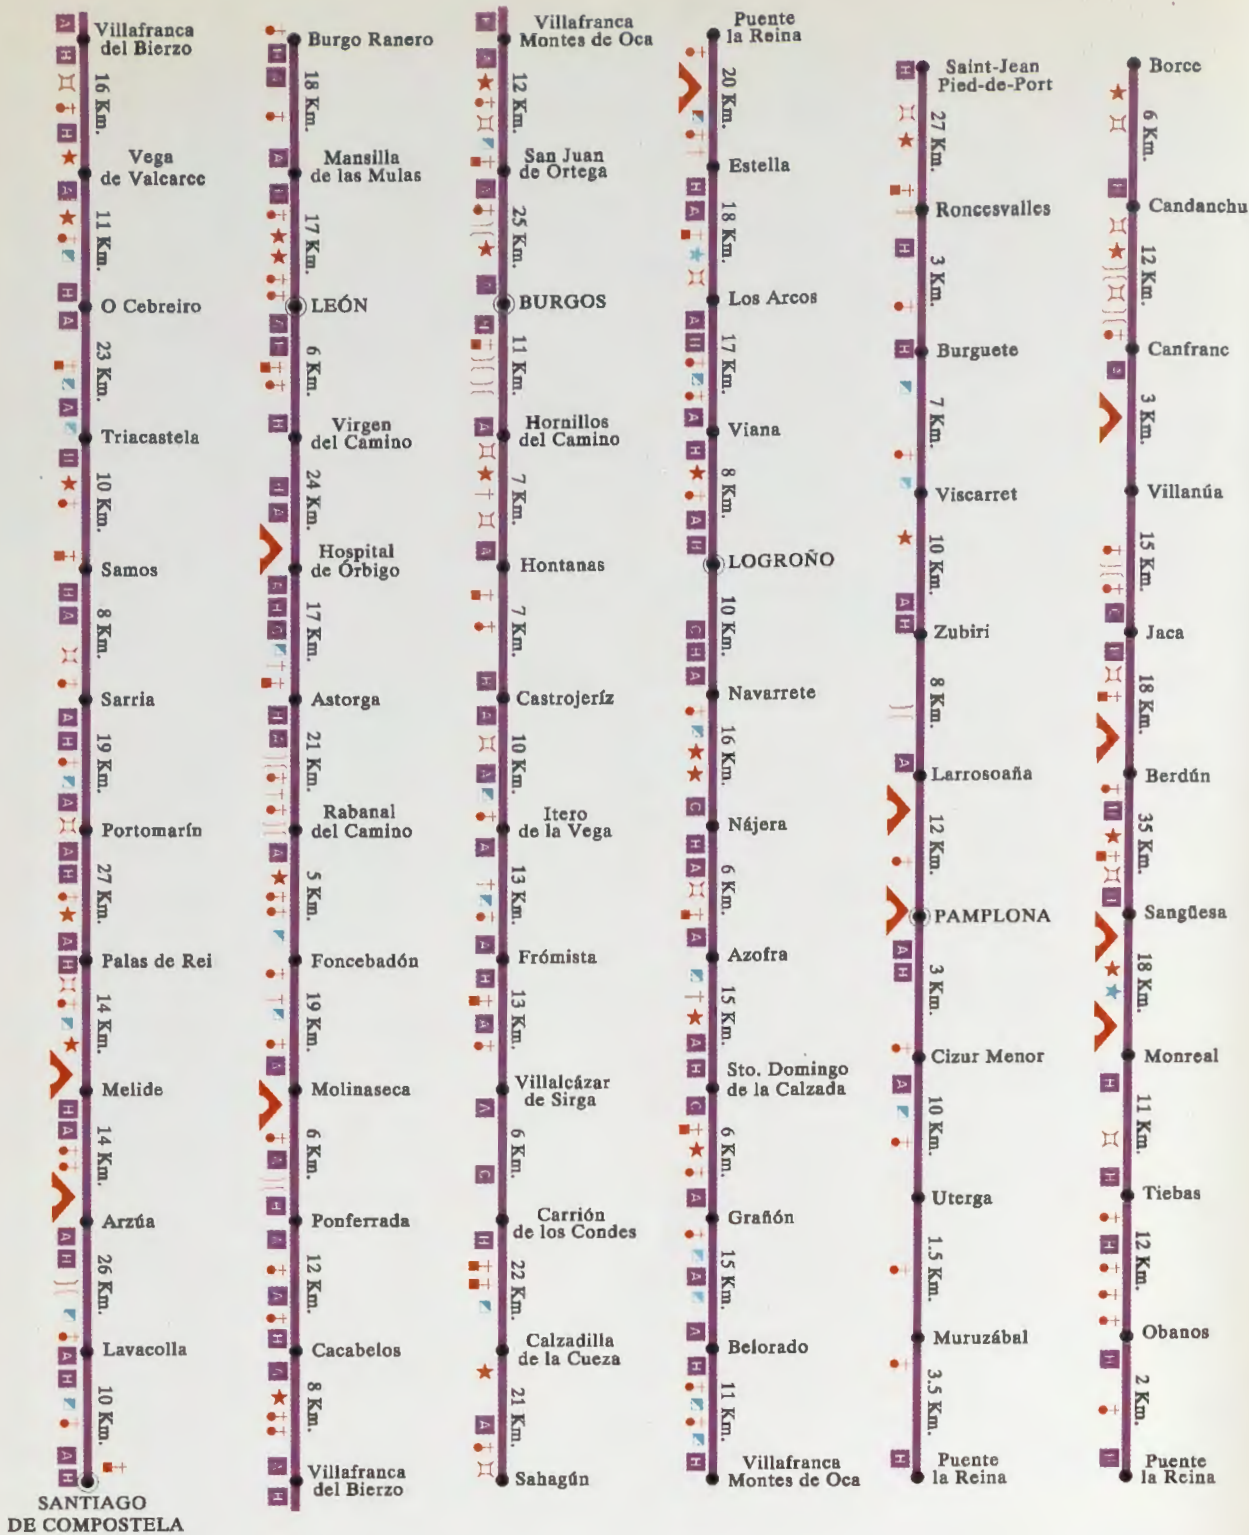 Villafranca
del Bierzo
16 Km.
Vega
de Valcarce
11 Km.
O Cebreiro
23 Km.
Triacastela
10 Km.
Samos
8 Km.
Sarria
19 Km.
Portomarín
27 Km.
Palas de Rei
14 Km.
Melide
14 Km.
Arzúa
26 Km.
Lavacolla
10 Km.
SANTIAGO
DE COMPOSTELA
Burgo Ranero
18 Km.
Mansilla
de las Mulas
17 Km.
LEÓN
6 Km.
Virgen
del Camino
24 Km.
Hospital
de Órbigo
17 Km.
Astorga
21 Km.
Rabanal
del Camino
5 Km.
Foncebadón
19 Km.
Molinaseca
6 Km.
Ponferrada
12 Km.
Cacabelos
8 Km.
Villafranca
del Bierzo
Villafranca
Montes de Oca
12 Km.
San Juan
de Ortega
25 Km.
BURGOS
11 Km.
Hornillos
del Camino
7 Km.
Hontanas
7 Km.
Castrojeríz
10 Km.
Itero
de la Vega
13 Km.
Frómista
13 Km.
Villalcázar
de Sirga
6 Km.
Carrión
de los Condes
22 Km.
Calzadilla
de la Cueza
21 Km.
Sahagún
Puente
la Reina
20 Km.
Estella
18 Km.
Los Arcos
17 Km.
Viana
8 Km.
LOGROÑO
10 Km.
Navarrete
16 Km.
Nájera
6 Km.
Azofra
15 Km.
Sto. Domingo
de la Calzada
6 Km.
Grañón
15 Km.
Belorado
11 Km.
Villafranca
Montes de Oca
Saint-Jean
Pied-de-Port
27 Km.
Roncesvalles
3 Km.
Burguete
7 Km.
Viscarret
10 Km.
Zubiri
8 Km.
Larrosoaña
12 Km.
PAMPLONA
3 Km.
Cizur Menor
10 Km.
Uterga
1.5 Km.
Muruzábal
3.5 Km.
Puente
la Reina
Borce
6 Km.
Candanchu
12 Km.
Canfranc
3 Km.
Villanúa
15 Km.
Jaca
18 Km.
Berdún
35 Km.
Sangüesa
18 Km.
Monreal
11 Km.
Tiebas
12 Km.
Obanos
2 Km.
Puente
la Reina